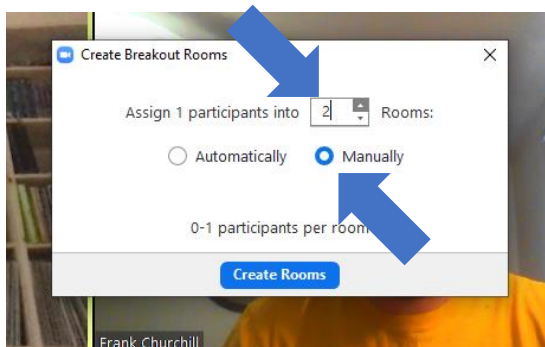 Create Breakout Rooms
Assign 1 participants into 2 Rooms:
Automatically Manually
0-1 participants per room
Create Rooms
Frank Churchill